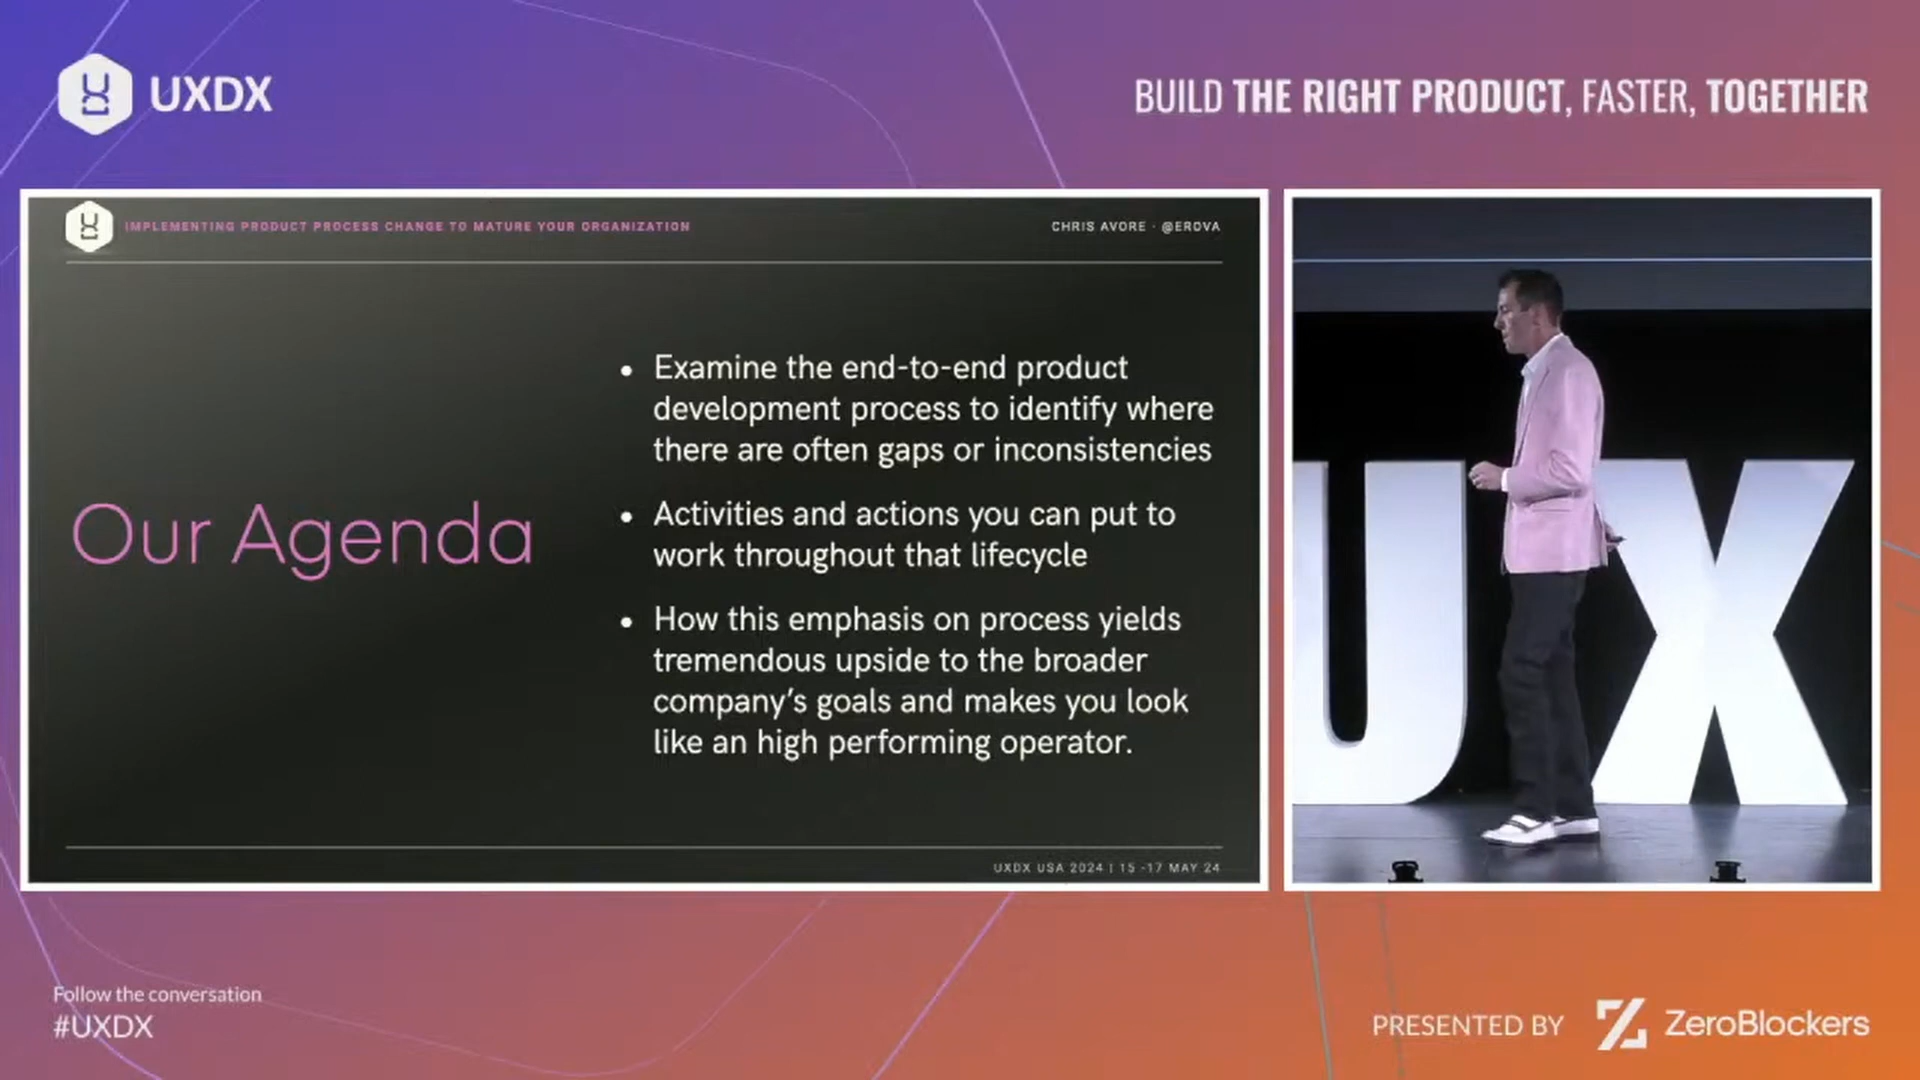 UXDX
BUILD THE RIGHT PRODUCT, FASTER, TOGETHER
IMPLEMENTING PRODUCT PROCESS CHANGE TO MATURE YOUR ORGANIZATION
CHRIS AVORE · @EROVA
Our Agenda
• Examine the end-to-end product
development process to identify where
there are often gaps or inconsistencies
• Activities and actions you can put to
work throughout that lifecycle
• How this emphasis on process yields
tremendous upside to the broader
company's goals and makes you look
like an high performing operator.
UXDX USA 2024 | 15 -17 MAY 24
UX
Follow the conversation
#UXDX
PRESENTED BY
ZeroBlockers